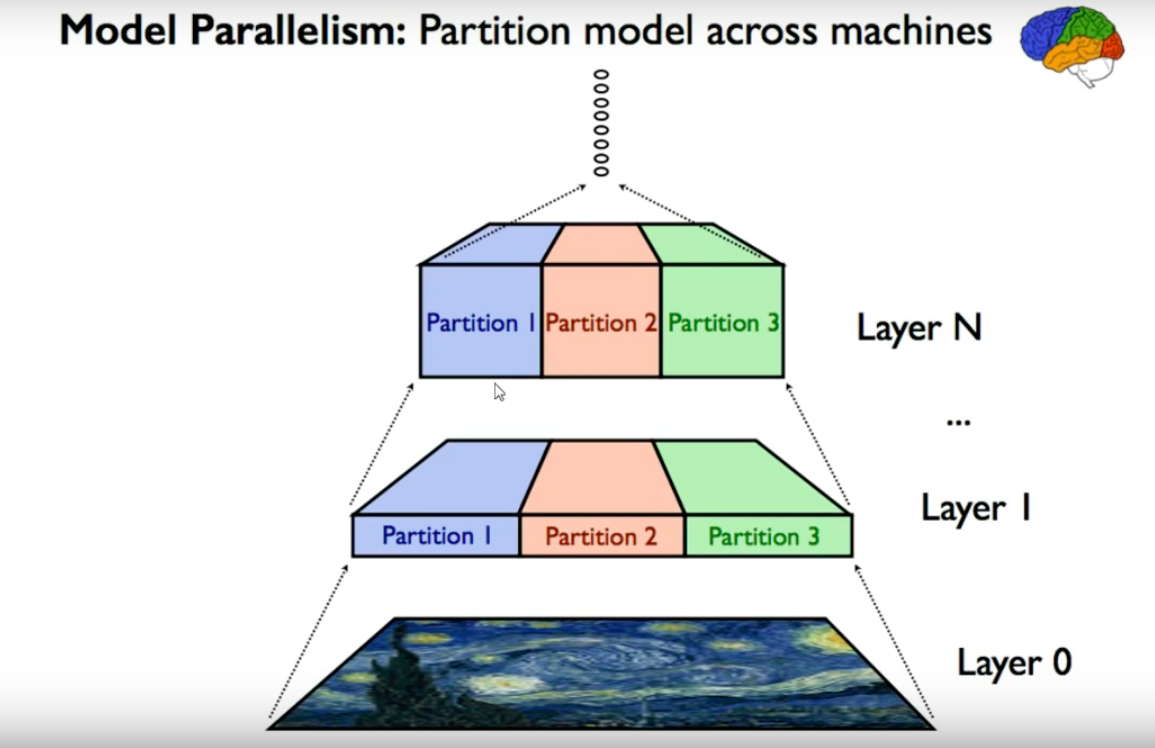 Model Parallelism: Partition model across machines
Partition 1 Partition 2 Partition 3
Layer N
...
Layer 1
Partition 1 Partition 2 Partition 3
Layer 0